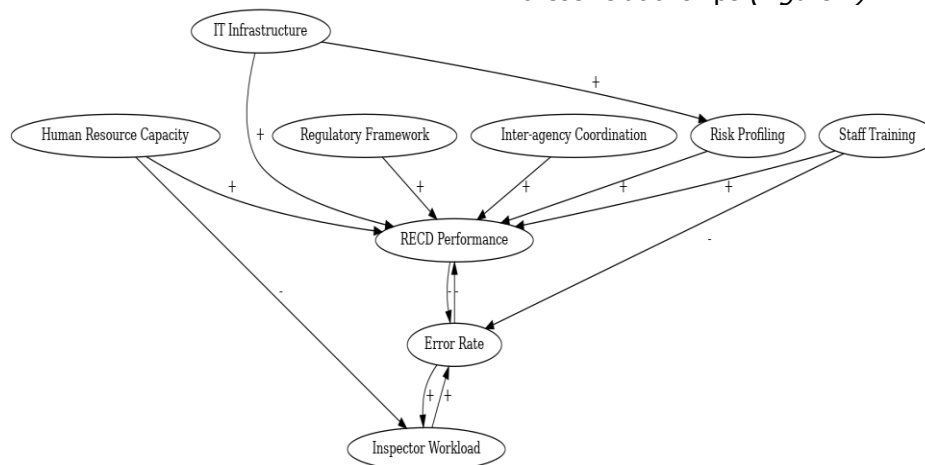 IT Infrastructure
+
+
Human Resource Capacity
Regulatory Framework
Inter-agency Coordination
Risk Profiling
Staff Training
+
+
+
+
+
RECD Performance
-
-
-
-
Error Rate
+
+
Inspector Workload